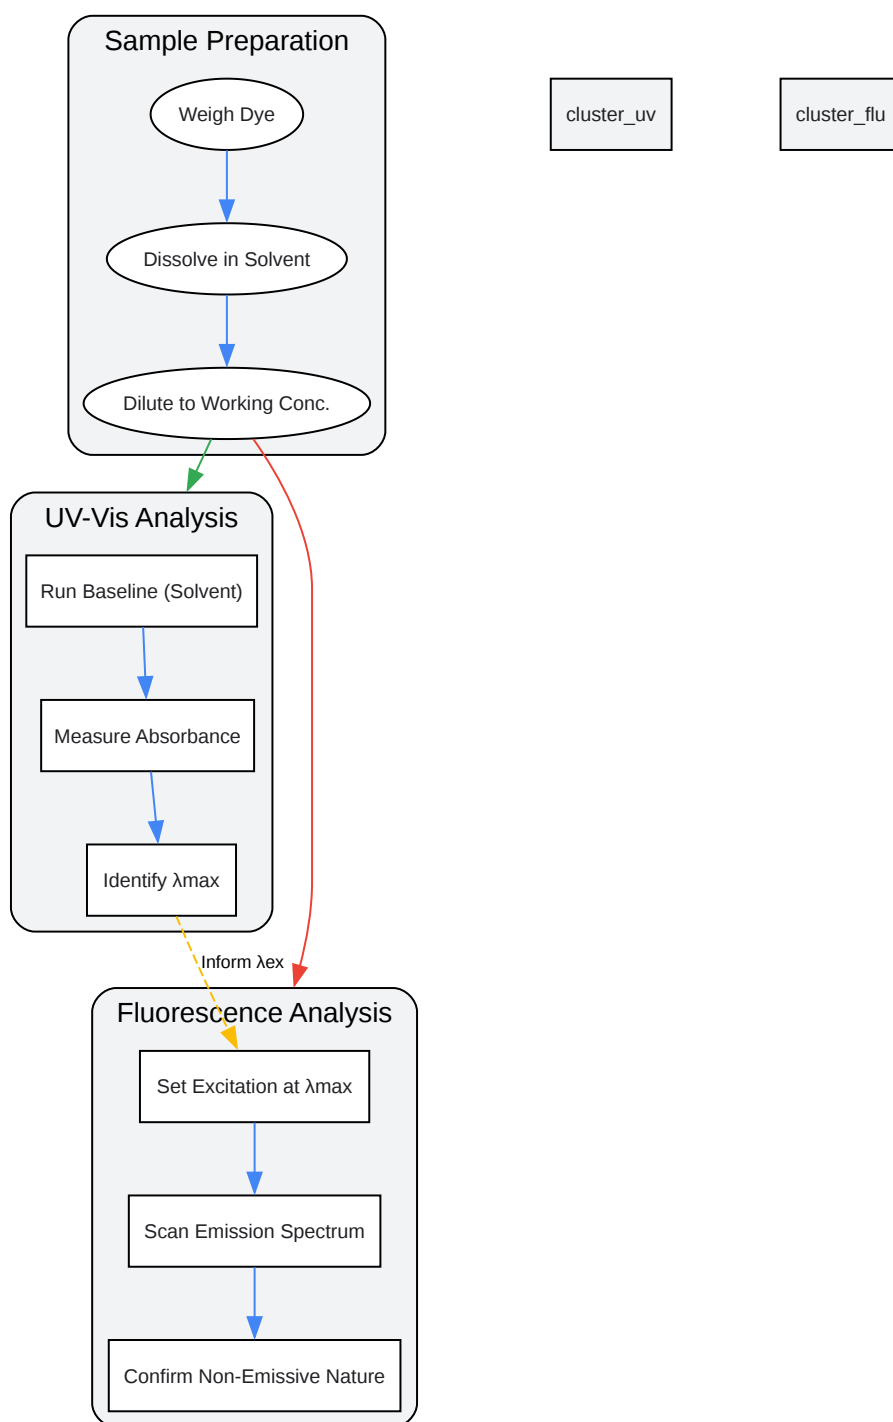 Sample Preparation
Weigh Dye
cluster_uv
cluster_flu
Dissolve in Solvent
Dilute to Working Conc.
UV-Vis Analysis
Run Baseline (Solvent)
Measure Absorbance
Identify λmax
Inform λex
Fluorescence Analysis
Set Excitation at λmax
Scan Emission Spectrum
Confirm Non-Emissive Nature